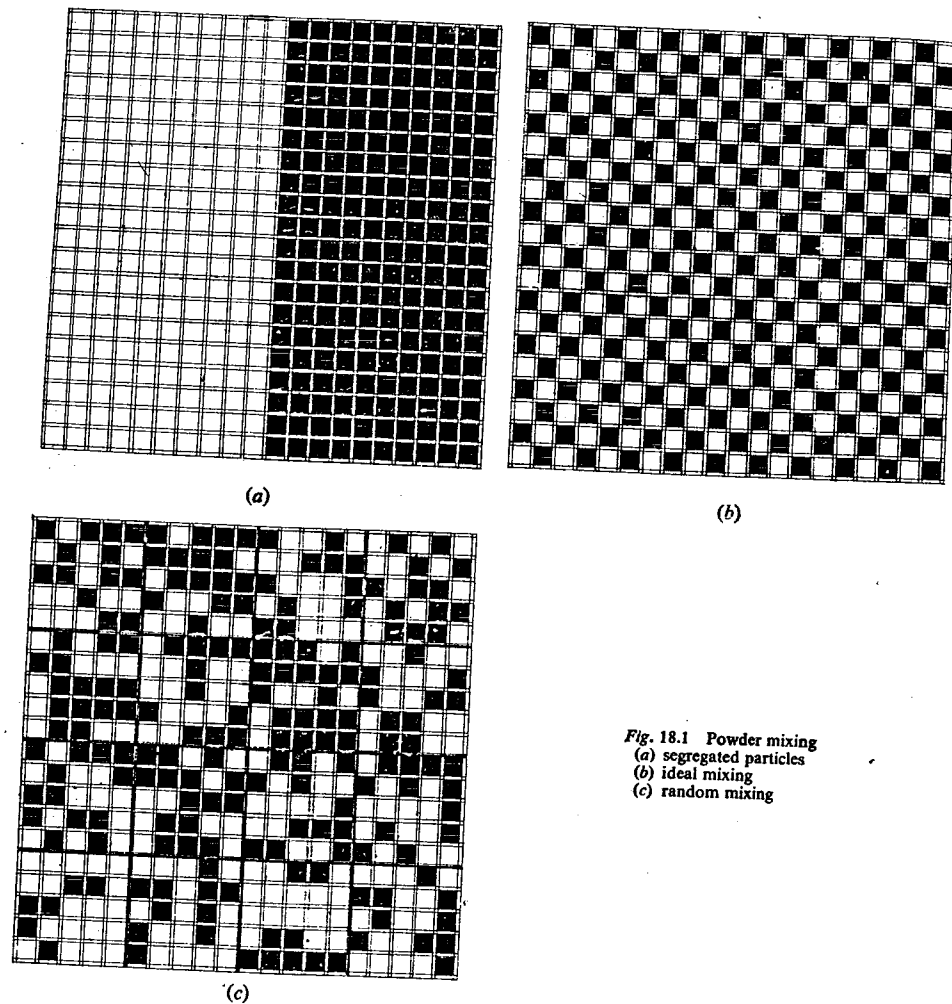 (a)
(b)
(c)
Fig. 18.1 Powder mixing
(a) segregated particles
(b) ideal mixing
(c) random mixing